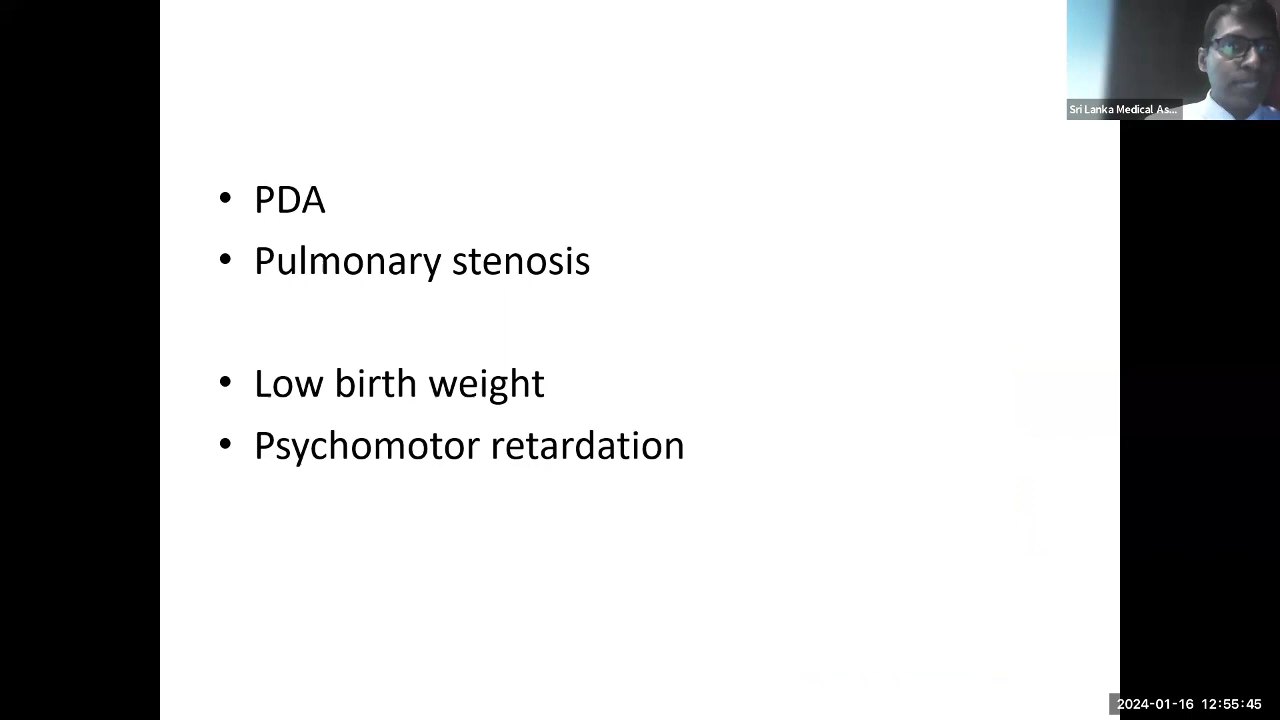 Sri Lanka Medical As...
• PDA
• Pulmonary stenosis
• Low birth weight
• Psychomotor retardation
2024-01-16 12:55:45